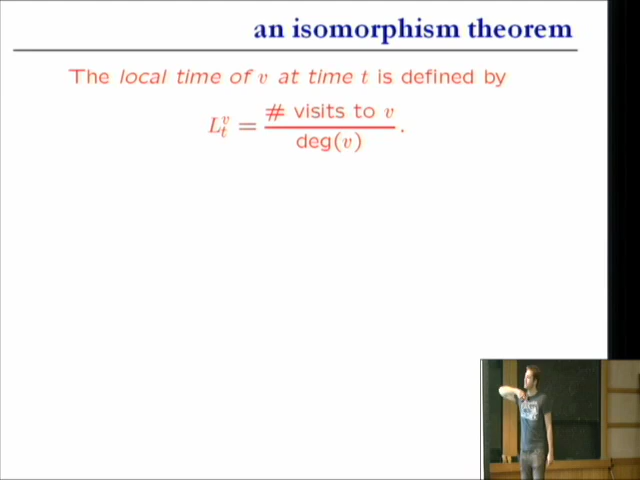 an isomorphism theorem
The local time of v at time t is defined by
L_t^v = # visits to v / deg(v) .